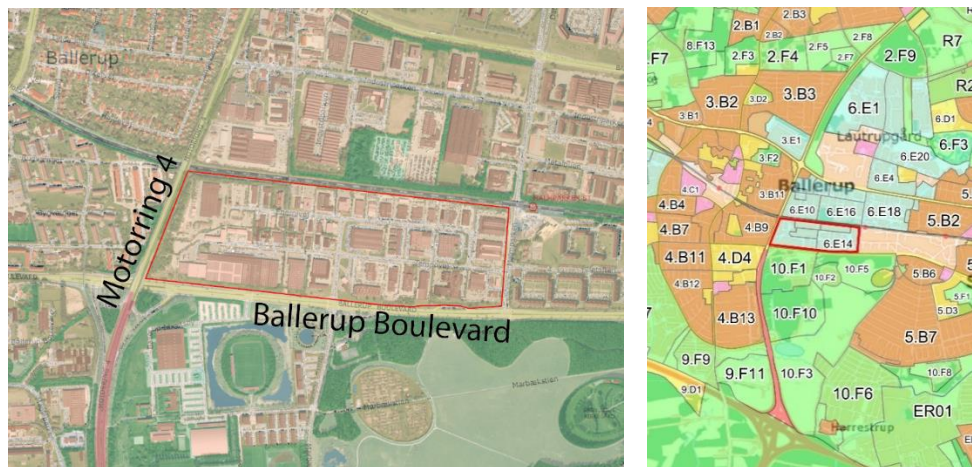 Ballerup
Motorring 4
Ballerup Boulevard
2.B3
2.B1
2.B2
2.F8
R7
8.F13
2.F5
2.F9
.F7
2.F3
2.F4
2.F7
3.B2
3.D2
3.B3
6.E1
3.B1
6.D1
Lautrupgård
6.F3
3.E1
3.F2
6.E20
6.E4
4.C1
Ballerup
3.B11
4.B4
6.E10
6.E16
6.E18
5.B2
4.B7
4.B9
6.E14
4.B11
4.D4
10.F1
10.F5
10.F2
5.B6
4.B12
5.F1
5.D3
4.B13
10.F10
5.B7
9.F9
9.F11
10.F3
10.F8
9.D1
10.F6
ER01
Harrestrup